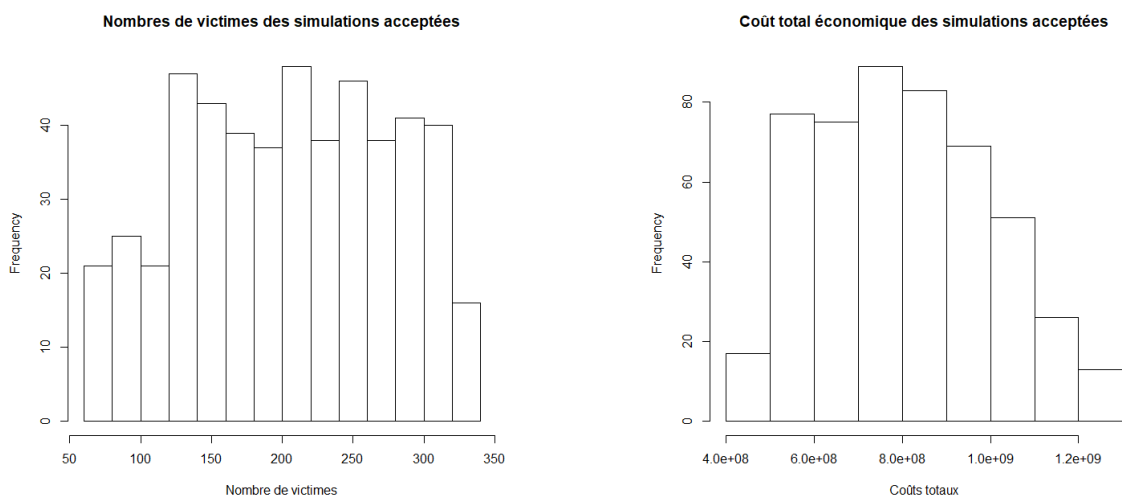 Nombres de victimes des simulations acceptées
Frequency
40
30
20
10
0
50 100 150 200 250 300 350
Nombre de victimes
Coût total économique des simulations acceptées
Frequency
80
60
40
20
0
4.0e+08 6.0e+08 8.0e+08 1.0e+09 1.2e+09
Coûts totaux